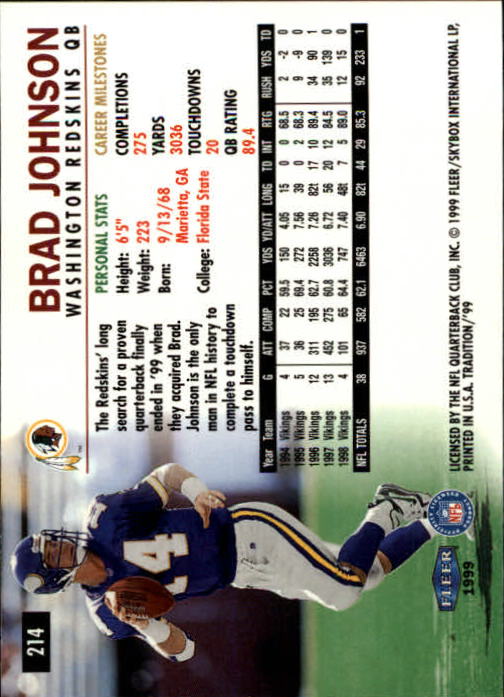 214
BRAD JOHNSON
WASHINGTON REDSKINS QB
The Redskins' long
search for a proven
quarterback finally
ended in '99 when
they acquired Brad.
Johnson is the only
man in NFL history to
complete a touchdown
pass to himself.
PERSONAL STATS
Height: 6'5"
Weight: 223
Born: 9/13/68
Marietta, GA
College: Florida State
CAREER MILESTONES
COMPLETIONS
275
YARDS
3036
TOUCHDOWNS
20
QB RATING
89.4
Year Team G ATT COMP PCT YDS YD/ATT LONG TD INT RTG RUSH YDS TD
1994 Vikings 4 37 22 59.5 150 4.05 15 0 0 68.5 2 -2 0
1995 Vikings 5 36 25 69.4 272 7.56 39 0 2 68.3 9 -9 0
1996 Vikings 12 311 195 62.7 2258 7.26 82t 17 10 89.4 34 90 1
1997 Vikings 13 452 275 60.8 3036 6.72 56 20 12 84.5 35 139 0
1998 Vikings 4 101 65 64.4 747 7.40 48t 7 5 89.0 12 15 0
NFL TOTALS 38 937 582 62.1 6463 6.90 82t 44 29 85.3 92 233 1
LICENSED BY THE NFL QUARTERBACK CLUB, INC. © 1999 FLEER/SKYBOX INTERNATIONAL LP,
PRINTED IN U.S.A. TRADITION/'99
14
FLEER
1999
NFL